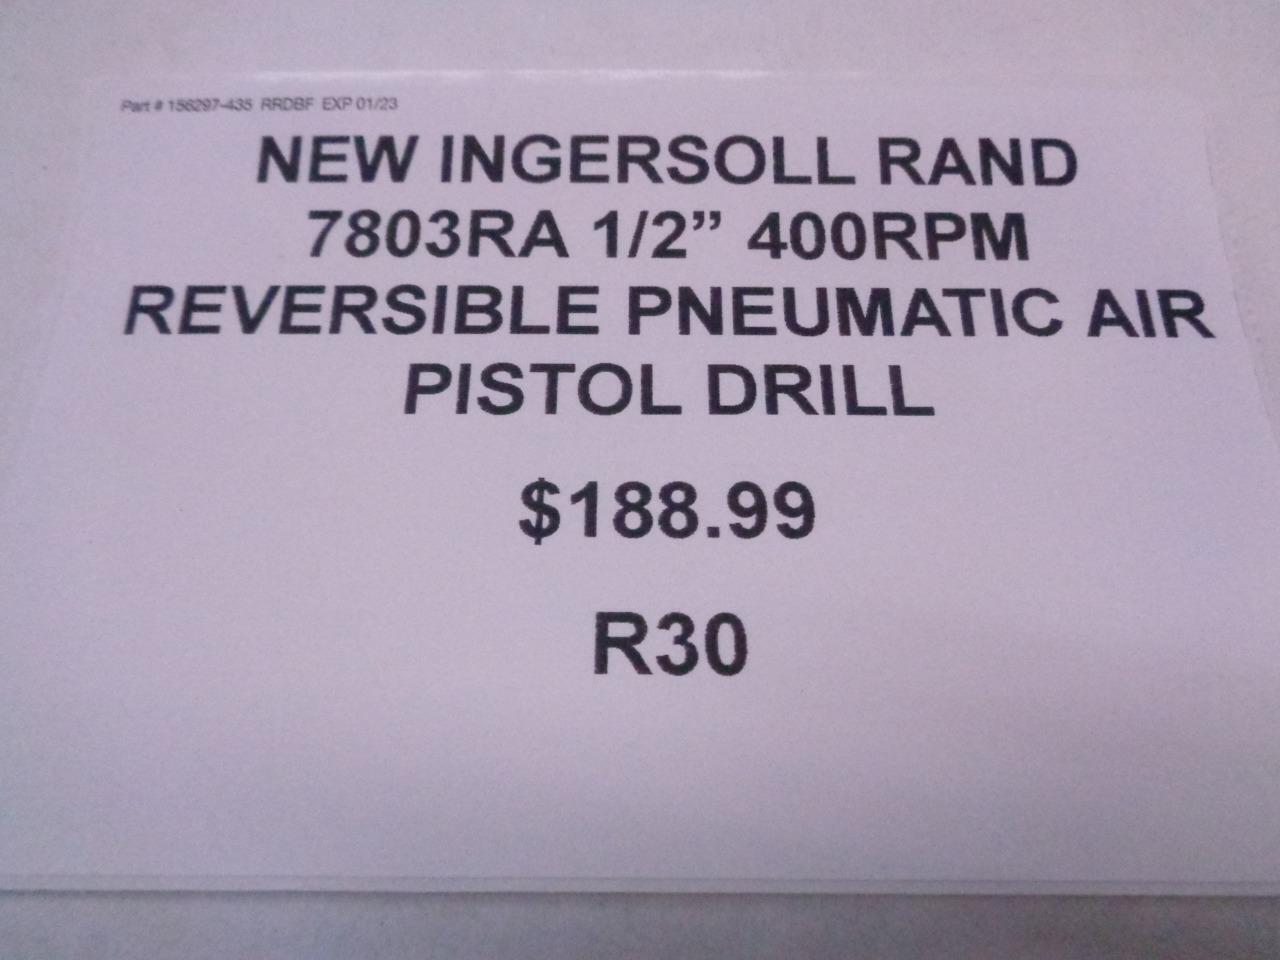 Part # 156297-435 RRDBF EXP 01/23
NEW INGERSOLL RAND
7803RA 1/2” 400RPM
REVERSIBLE PNEUMATIC AIR
PISTOL DRILL
$188.99
R30